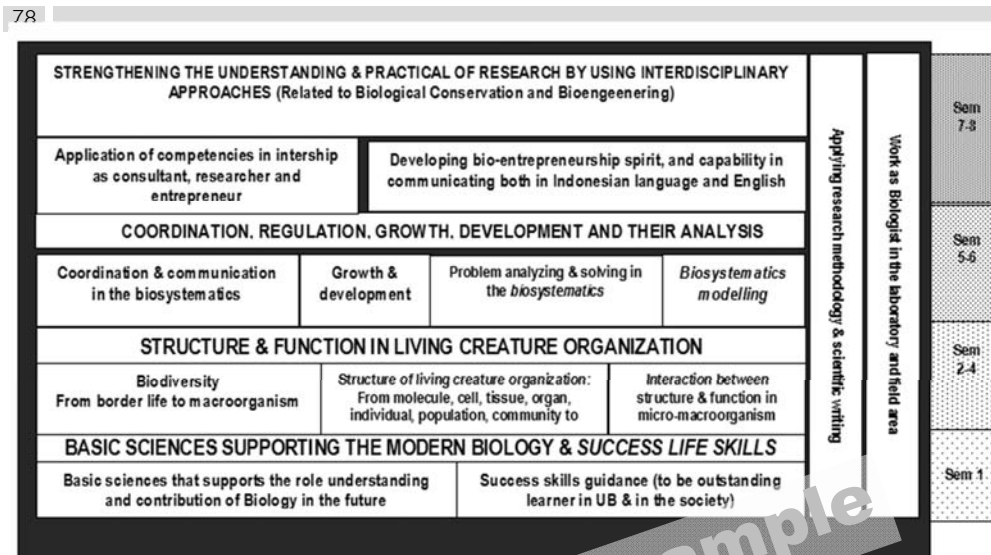 78
STRENGTHENING THE UNDERSTANDING & PRACTICAL OF RESEARCH BY USING INTERDISCIPLINARY
APPROACHES (Related to Biological Conservation and Bioengeenering)
Application of competencies in intership
as consultant, researcher and
entrepreneur
Developing bio-entrepreneurship spirit, and capability in
communicating both in Indonesian language and English
COORDINATION, REGULATION, GROWTH, DEVELOPMENT AND THEIR ANALYSIS
Coordination & communication
in the biosystematics
Growth &
development
Problem analyzing & solving in
the biosystematics
Biosystematics
modelling
STRUCTURE & FUNCTION IN LIVING CREATURE ORGANIZATION
Biodiversity
From border life to macroorganism
Structure of living creature organization:
From molecule, cell, tissue, organ,
individual, population, community to
Interaction between
structure & function in
micro-macroorganism
BASIC SCIENCES SUPPORTING THE MODERN BIOLOGY & SUCCESS LIFE SKILLS
Basic sciences that supports the role understanding
and contribution of Biology in the future
Success skills guidance (to be outstanding
learner in UB & in the society)
Applying research methodology & scientific writing
Work as Biologist in the laboratory and field area
Sem
7-8
Sem
5-6
Sem
2-4
Sem 1